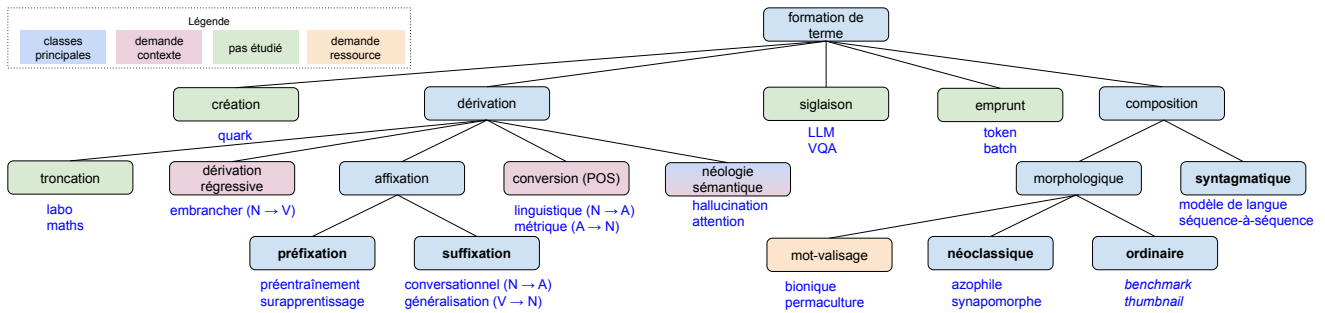 Légende
classes
principales
demande
contexte
pas étudié
demande
ressource
formation de
terme
création
dérivation
siglaison
emprunt
composition
quark
LLM
VQA
token
batch
troncation
dérivation
régressive
affixation
conversion (POS)
néologie
sémantique
morphologique
syntagmatique
labo
maths
embrancher (N → V)
linguistique (N → A)
métrique (A → N)
hallucination
attention
modèle de langue
séquence-à-séquence
préfixation
suffixation
mot-valisage
néoclassique
ordinaire
préentraînement
surapprentissage
conversationnel (N → A)
généralisation (V → N)
bionique
permaculture
azophile
synapomorphe
benchmark
thumbnail